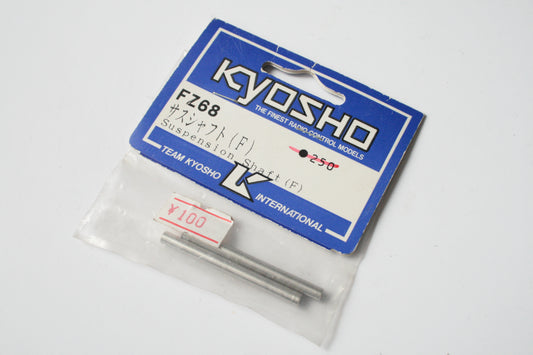 KYOSHO
THE FINEST RADIO-CONTROL MODELS
FZ68
サスシャフト(F)
Suspension Shaft(F)
●250
TEAM KYOSHO K INTERNATIONAL
¥100